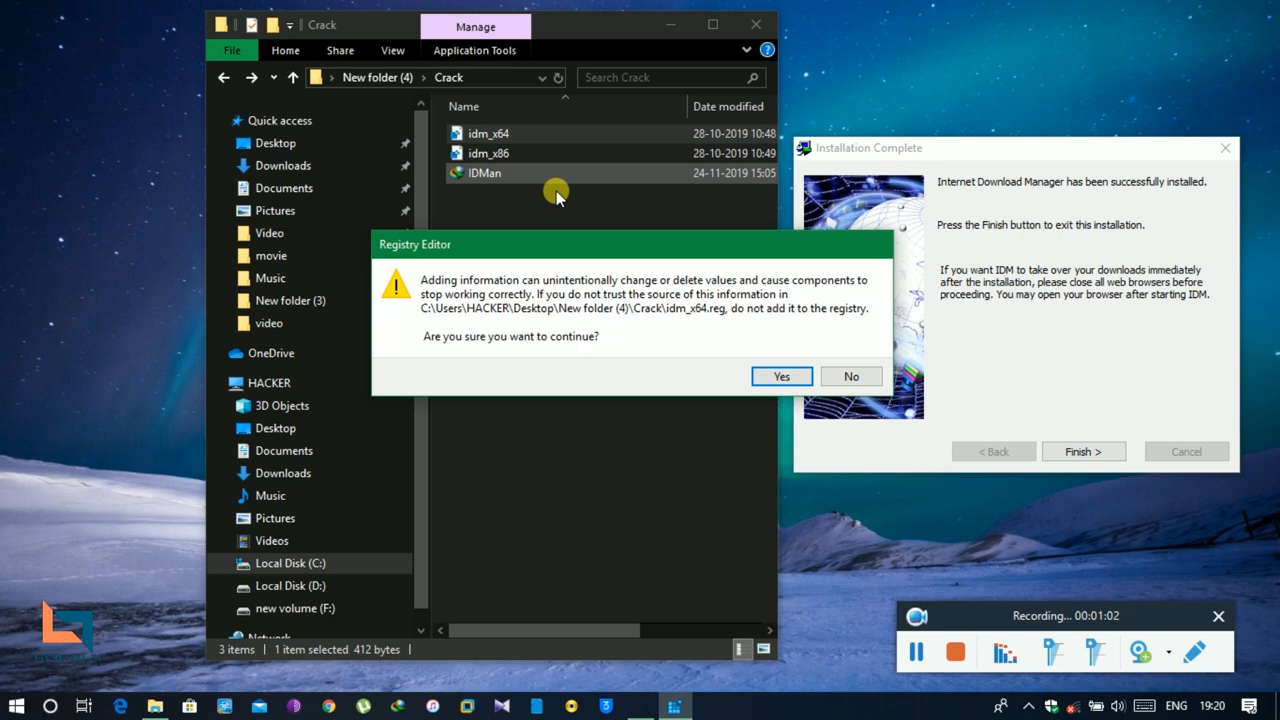 Crack
Manage
File
Home
Share
View
Application Tools
New folder (4)
Crack
Search Crack
Name
Date modified
idm_x64
28-10-2019 10:48
idm_x86
28-10-2019 10:49
IDMan
24-11-2019 15:05
Quick access
Desktop
Downloads
Documents
Pictures
Video
movie
Music
New folder (3)
video
OneDrive
HACKER
3D Objects
Desktop
Documents
Downloads
Music
Pictures
Videos
Local Disk (C:)
Local Disk (D:)
new volume (F:)
Network
3 items
1 item selected 412 bytes
Registry Editor
Adding information can unintentionally change or delete values and cause components to
stop working correctly. If you do not trust the source of this information in
C:\Users\HACKER\Desktop\New folder (4)\Crack\idm_x64.reg, do not add it to the registry.
Are you sure you want to continue?
Yes
No
Installation Complete
Internet Download Manager has been successfully installed.
Press the Finish button to exit this installation.
If you want IDM to take over your downloads immediately
after the installation, please close all web browsers before
proceeding. You may open your browser after starting IDM.
< Back
Finish >
Cancel
Recording... 00:01:02
ENG
19:20